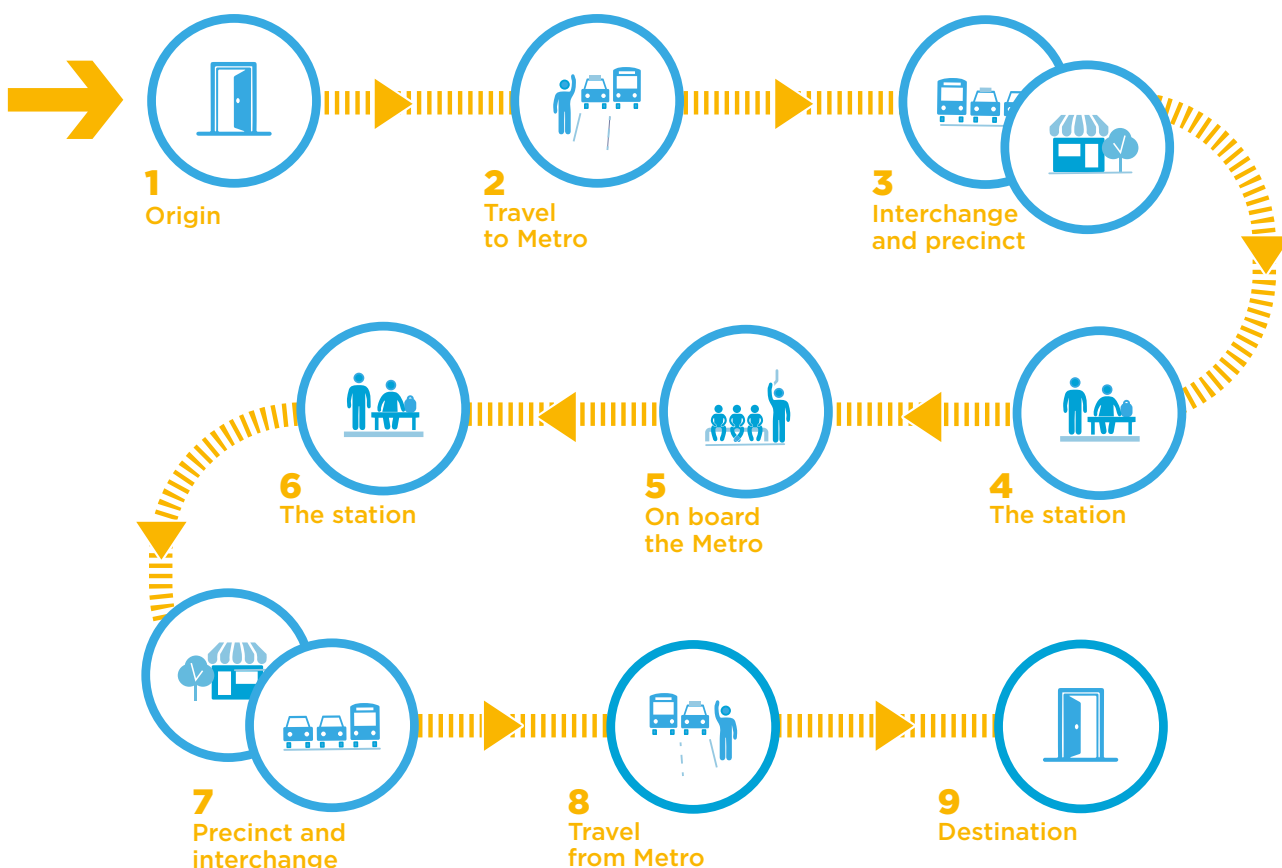 1
Origin
2
Travel
to Metro
3
Interchange
and precinct
4
The station
5
On board
the Metro
6
The station
7
Precinct and
interchange
8
Travel
from Metro
9
Destination